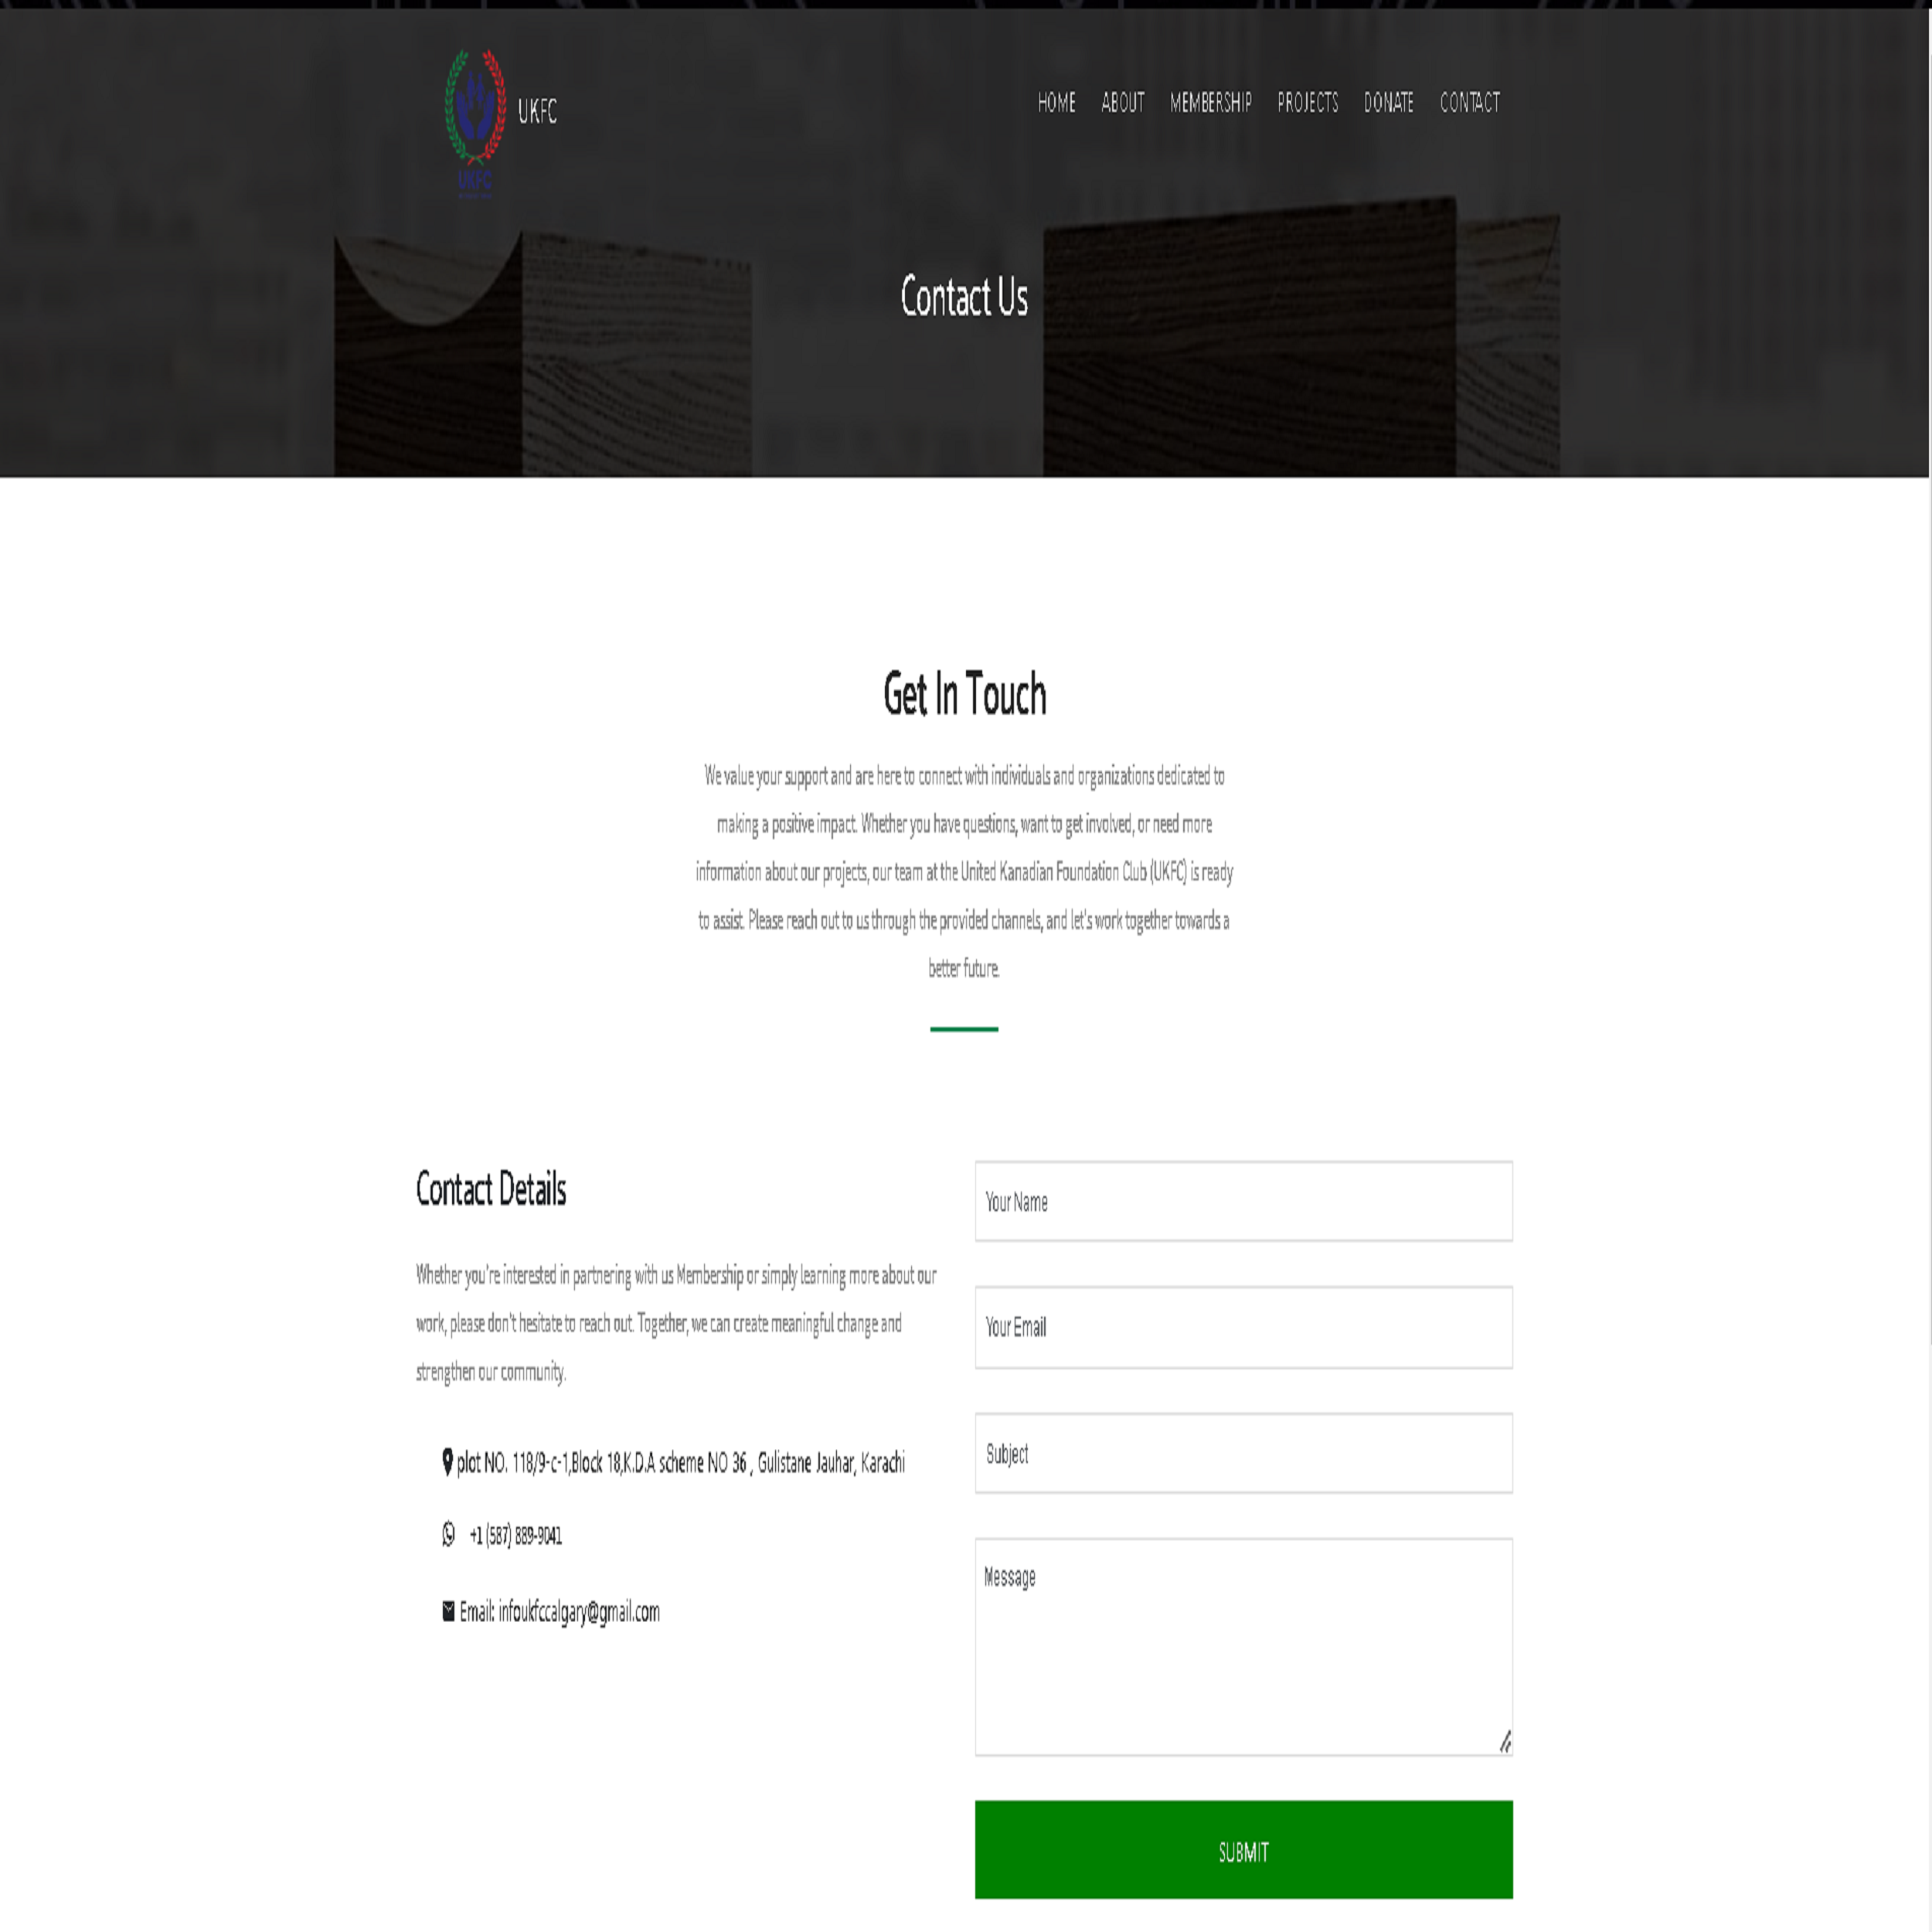 UKFC
HOME ABOUT MEMBERSHIP PROJECTS DONATE CONTACT
UKFC
Contact Us
Get In Touch
We value your support and are here to connect with individuals and organizations dedicated to
making a positive impact. Whether you have questions, want to get involved, or need more
information about our projects, our team at the United Kanadian Foundation Club (UKFC) is ready
to assist. Please reach out to us through the provided channels, and let's work together towards a
better future.
Contact Details
Whether you're interested in partnering with us Membership or simply learning more about our
work, please don't hesitate to reach out. Together, we can create meaningful change and
strengthen our community.
plot NO. 118/9-c-1,Block 18,K.D.A scheme NO 36 , Gulistane Jauhar, Karachi
+1 (587) 889-9041
Email: infoukfccalgary@gmail.com
Your Name
Your Email
Subject
Message
SUBMIT